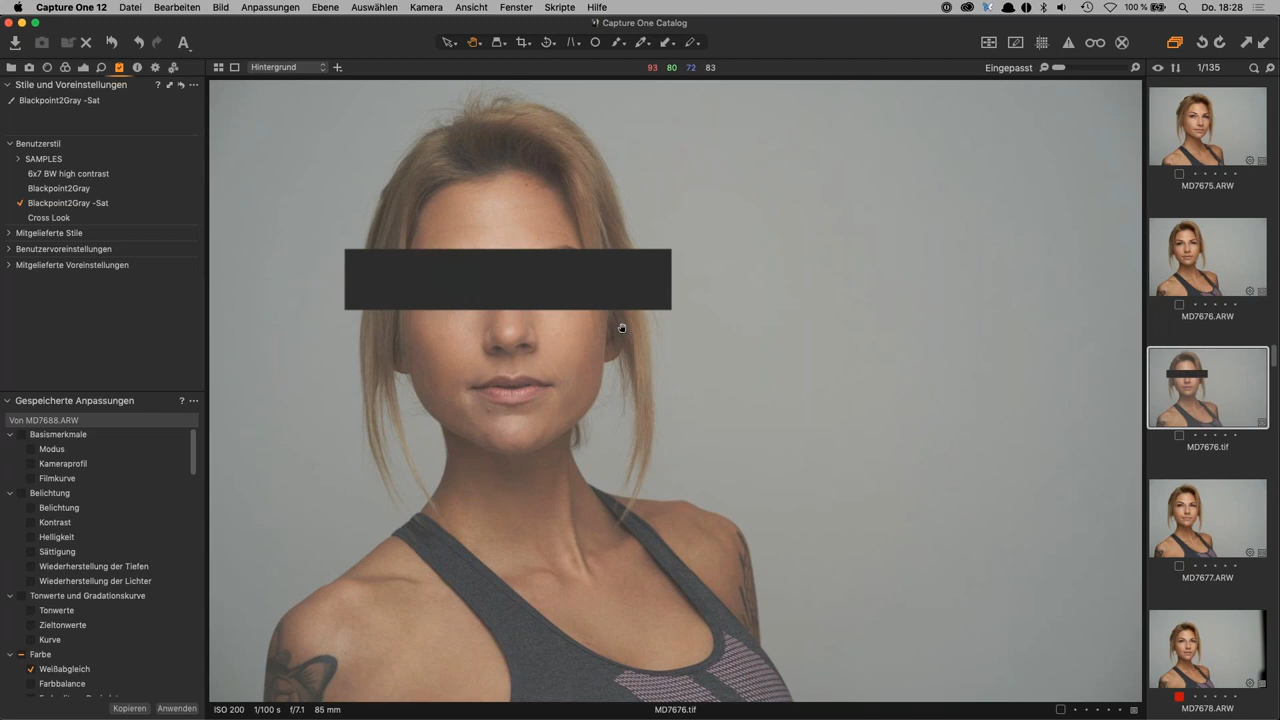 Capture One 12 Datei Bearbeiten Bild Anpassungen Ebene Auswählen Kamera Ansicht Fenster Skripte Hilfe 100 % Do. 18:28
Capture One Catalog
Hintergrund 93 80 72 83 Eingepasst 1/135
Stile und Voreinstellungen ?
Blackpoint2Gray -Sat
Benutzerstil
SAMPLES
6x7 BW high contrast
Blackpoint2Gray
Blackpoint2Gray -Sat
Cross Look
Mitgelieferte Stile
Benutzervoreinstellungen
Mitgelieferte Voreinstellungen
Gespeicherte Anpassungen ?
Von MD7688.ARW
Basismerkmale
Modus
Kameraprofil
Filmkurve
Belichtung
Belichtung
Kontrast
Helligkeit
Sättigung
Wiederherstellung der Tiefen
Wiederherstellung der Lichter
Tonwerte und Gradationskurve
Tonwerte
Zieltonwerte
Kurve
Farbe
Weißabgleich
Farbbalance
Kopieren Anwenden
ISO 200 1/100 s f/7.1 85 mm MD7676.tif
MD7675.ARW
MD7676.ARW
MD7676.tif
MD7677.ARW
MD7678.ARW